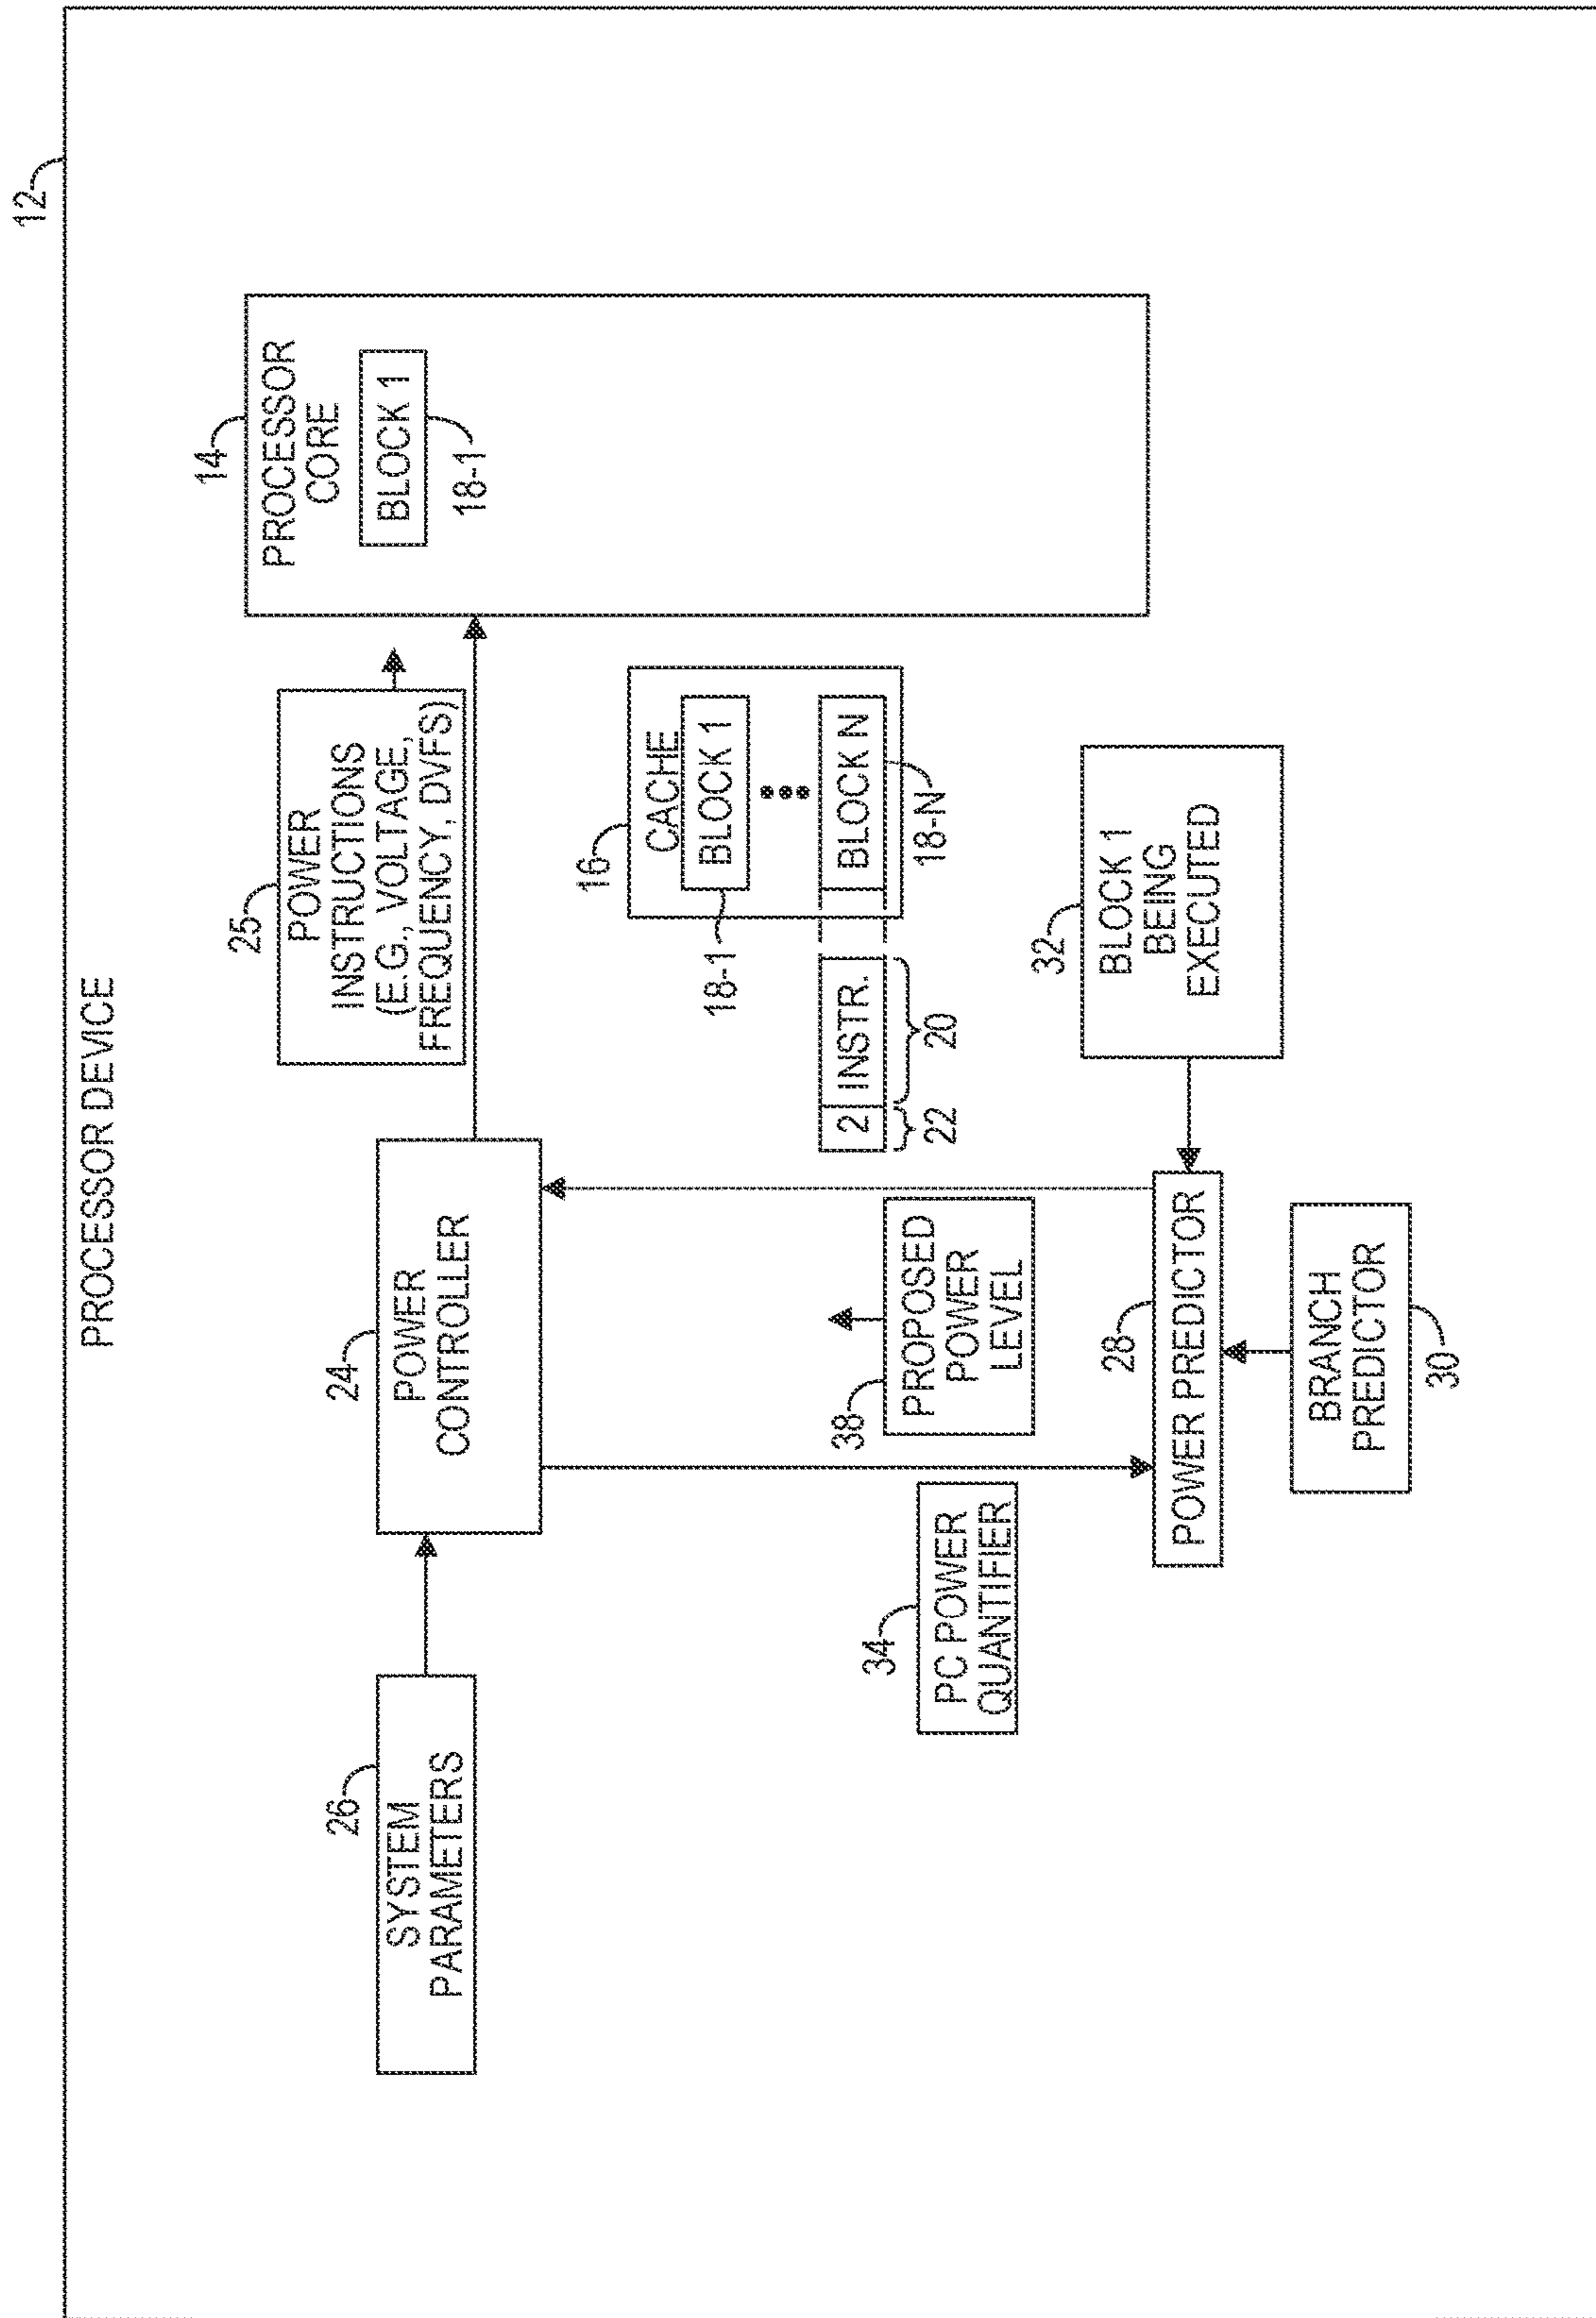 12
PROCESSOR DEVICE
26
SYSTEM
PARAMETERS
24
POWER
CONTROLLER
25
POWER
INSTRUCTIONS
(E.G., VOLTAGE,
FREQUENCY, DVFS)
14
PROCESSOR
CORE
BLOCK 1
18-1
16
CACHE
BLOCK 1
18-1
BLOCK N
18-N
2 INSTR.
22 20
34
PC POWER
QUANTIFIER
38
PROPOSED
POWER
LEVEL
28
POWER PREDICTOR
32
BLOCK 1
BEING
EXECUTED
BRANCH
PREDICTOR
30